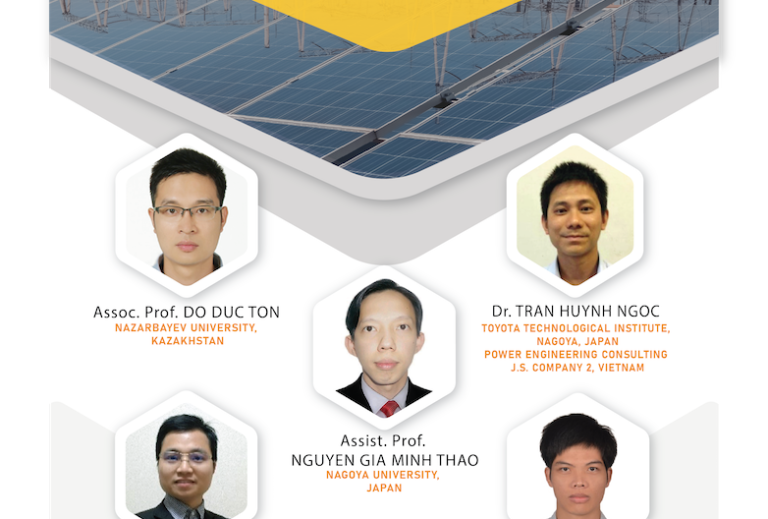 Assoc. Prof. DO DUC TON
NAZARBAYEV UNIVERSITY,
KAZAKHSTAN
Dr. TRAN HUYNH NGOC
TOYOTA TECHNOLOGICAL INSTITUTE,
NAGOYA, JAPAN
POWER ENGINEERING CONSULTING
J.S. COMPANY 2, VIETNAM
Assist. Prof.
NGUYEN GIA MINH THAO
NAGOYA UNIVERSITY,
JAPAN